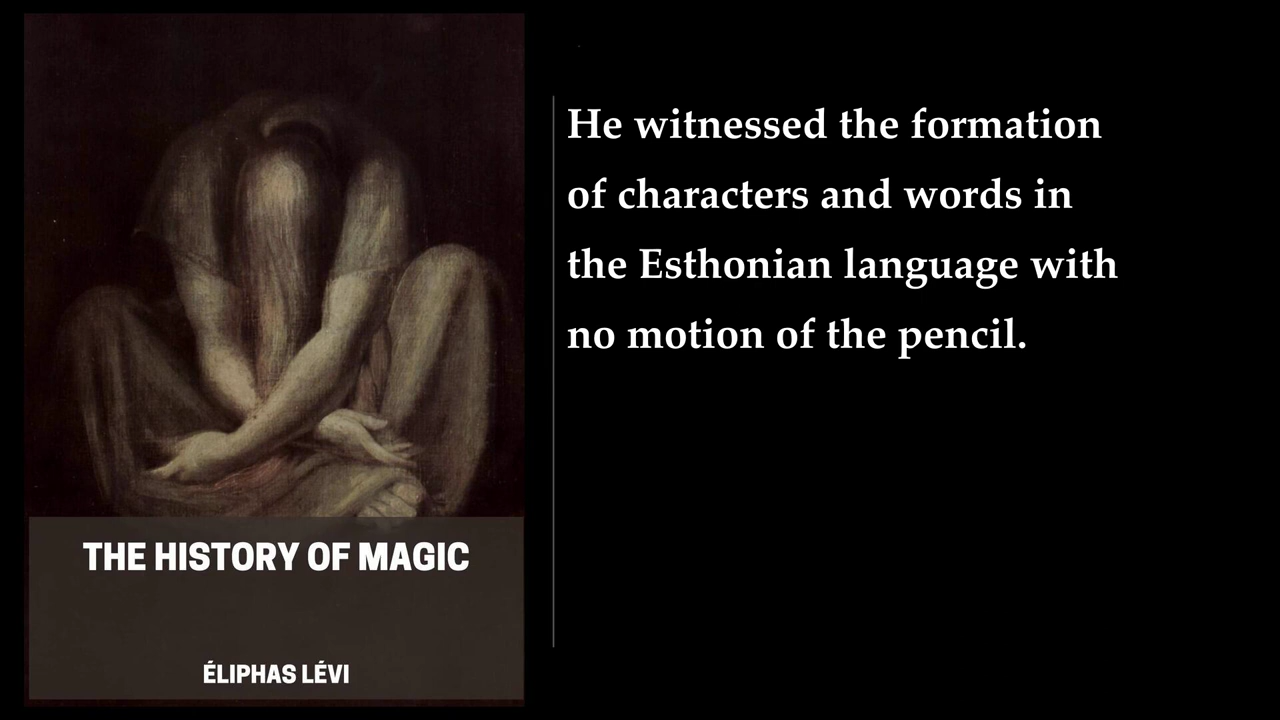 THE HISTORY OF MAGIC
ÉLIPHAS LÉVI
He witnessed the formation
of characters and words in
the Esthonian language with
no motion of the pencil.